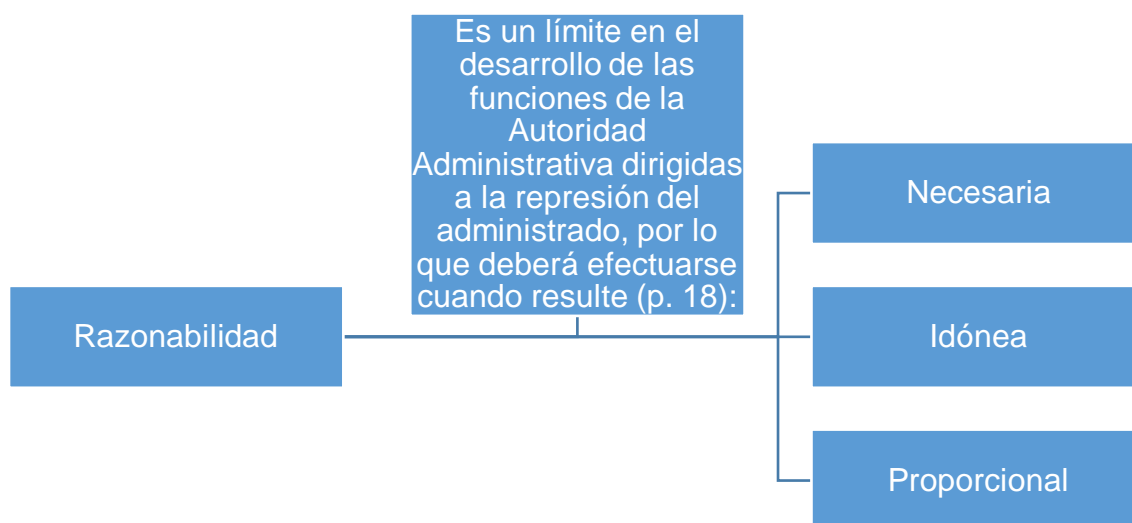 Razonabilidad
Es un límite en el
desarrollo de las
funciones de la
Autoridad
Administrativa dirigidas
a la represión del
administrado, por lo
que deberá efectuarse
cuando resulte (p. 18):
Necesaria
Idónea
Proporcional